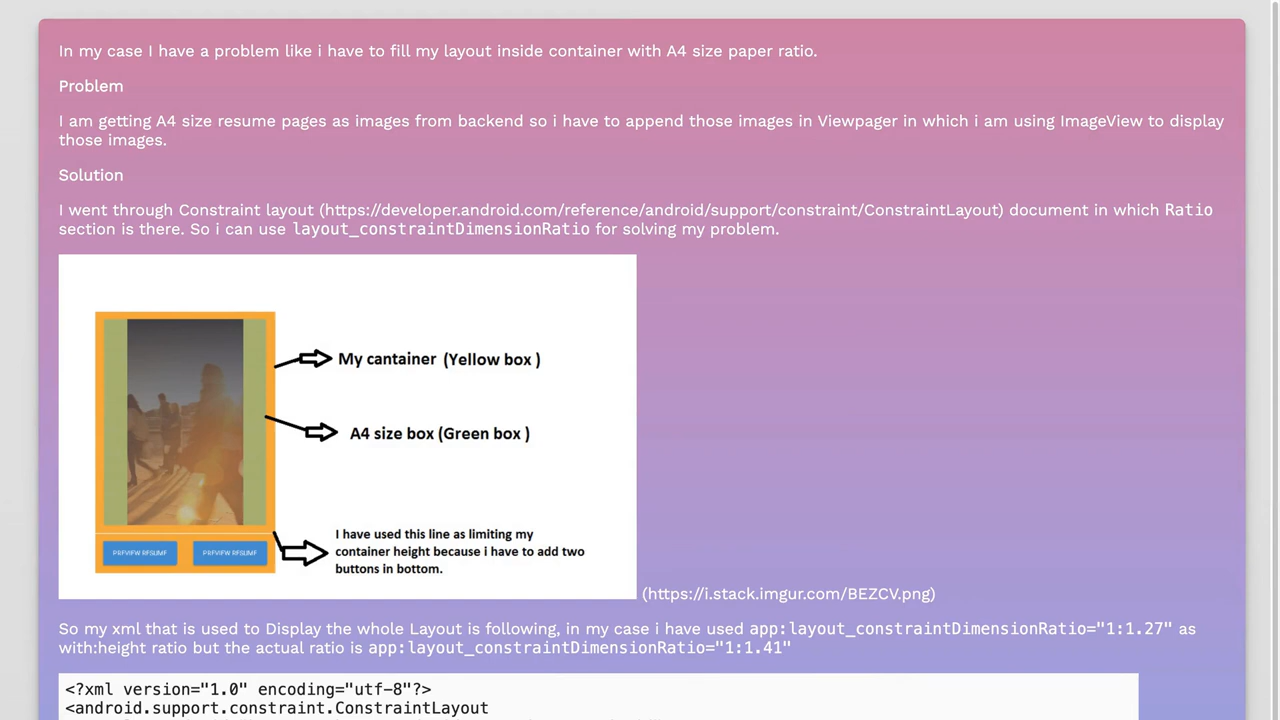 In my case I have a problem like i have to fill my layout inside container with A4 size paper ratio.
Problem
I am getting A4 size resume pages as images from backend so i have to append those images in Viewpager in which i am using ImageView to display
those images.
Solution
I went through Constraint layout (https://developer.android.com/reference/android/support/constraint/ConstraintLayout) document in which Ratio
section is there. So i can use layout_constraintDimensionRatio for solving my problem.
My cantainer (Yellow box )
A4 size box (Green box )
I have used this line as limiting my
container height because i have to add two
buttons in bottom.
PREVIEW RESUME PREVIEW RESUME
(https://i.stack.imgur.com/BEZCV.png)
So my xml that is used to Display the whole Layout is following, in my case i have used app:layout_constraintDimensionRatio="1:1.27" as
with:height ratio but the actual ratio is app:layout_constraintDimensionRatio="1:1.41"
<?xml version="1.0" encoding="utf-8"?>
<android.support.constraint.ConstraintLayout